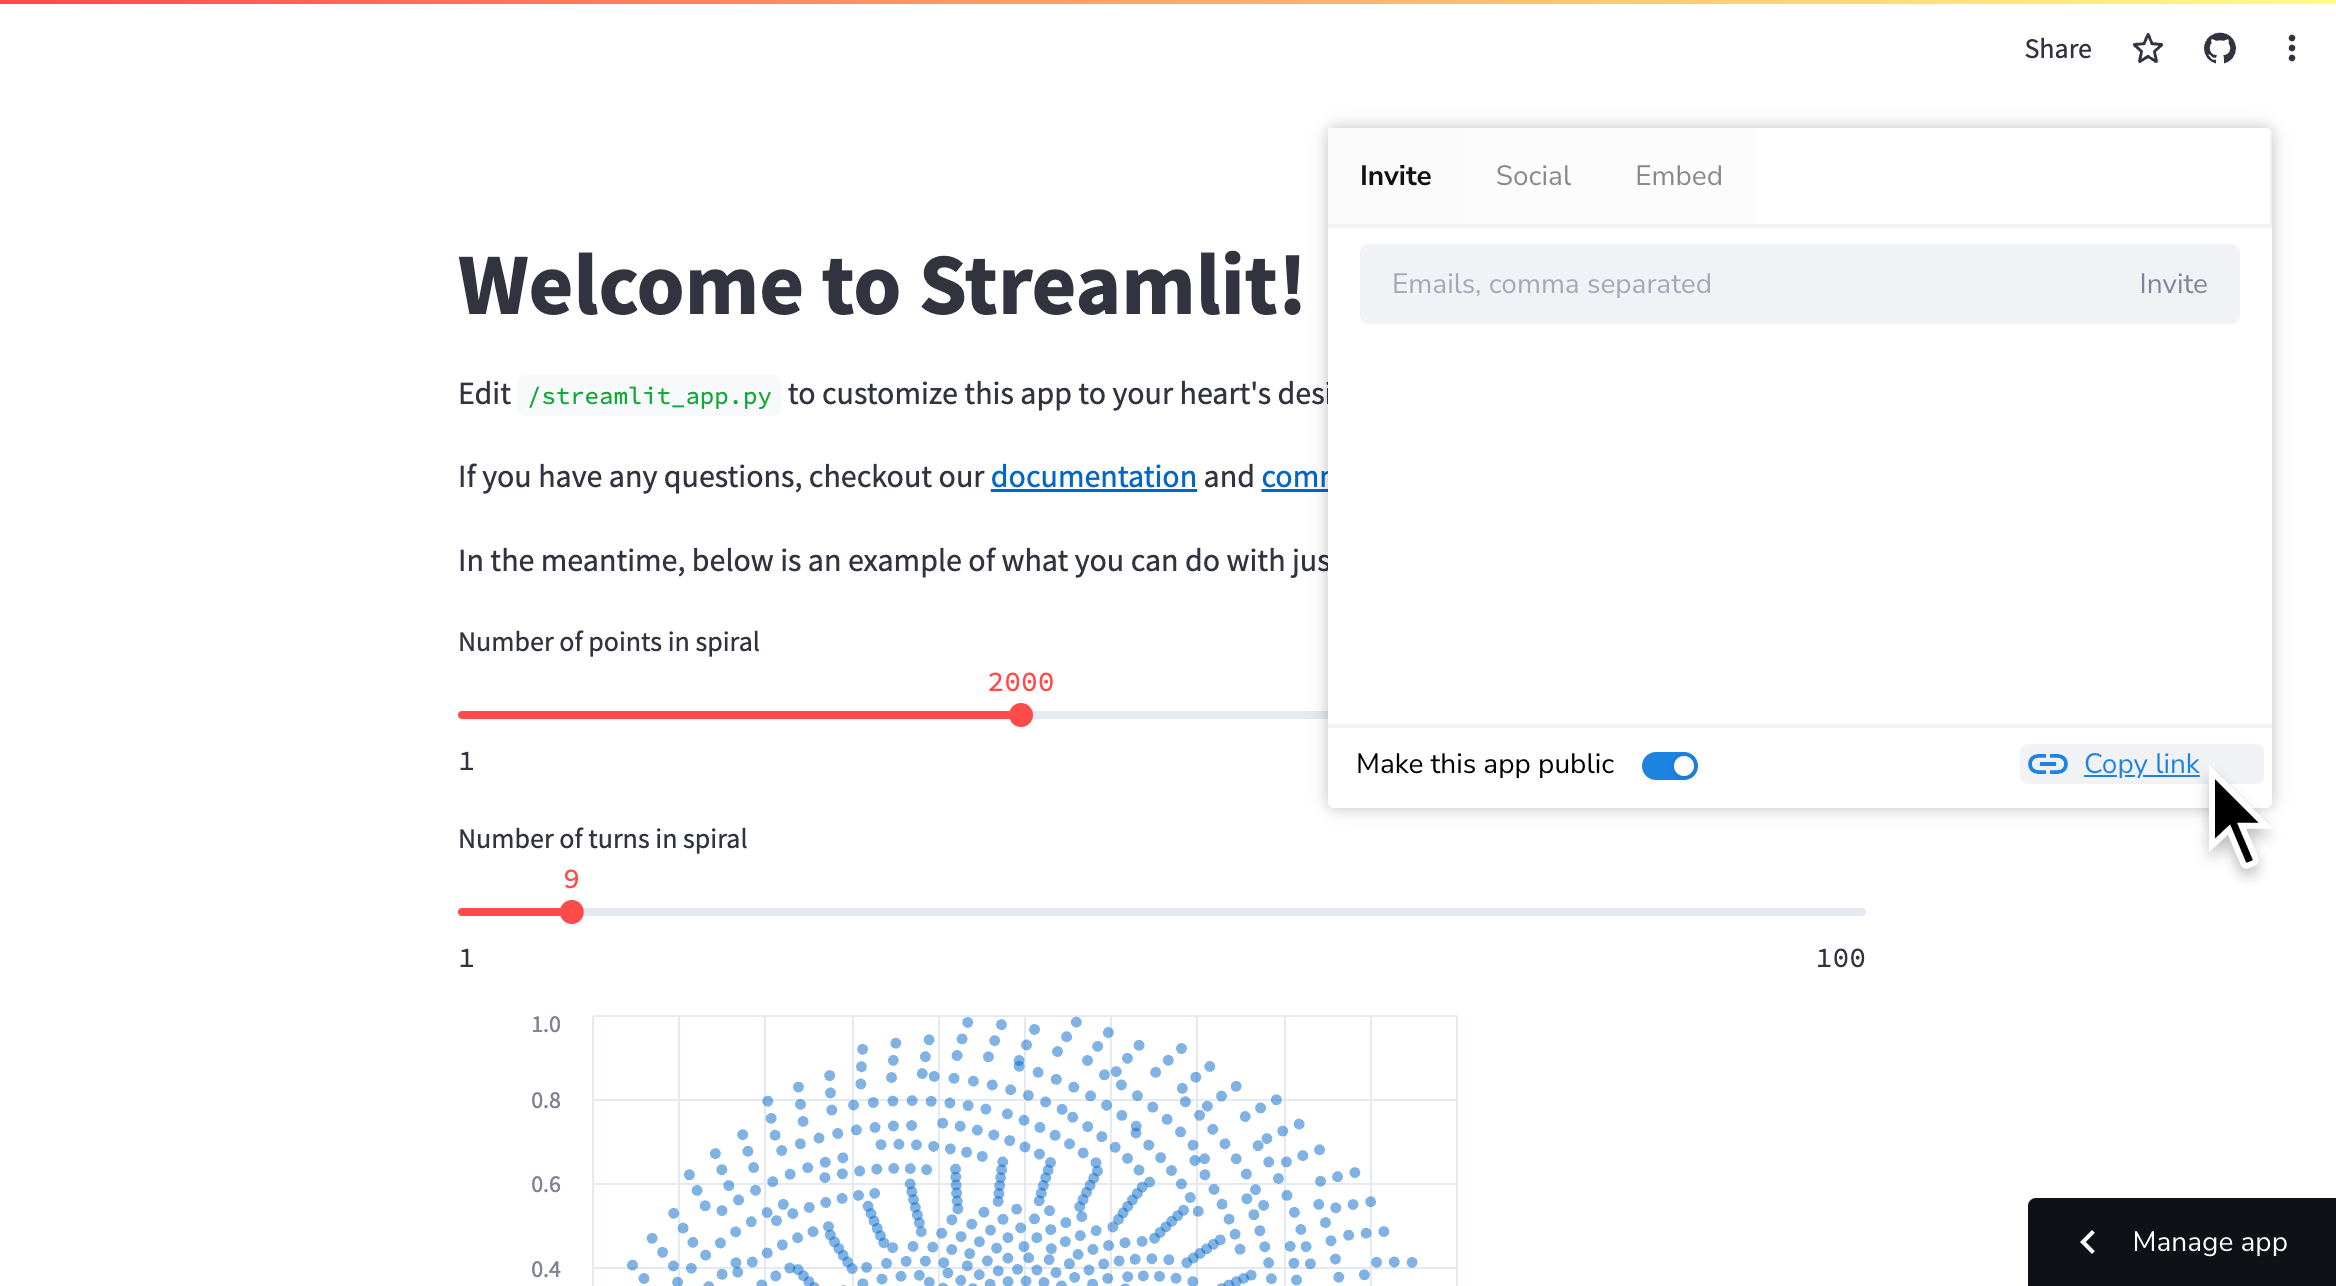 Share
Invite Social Embed
Emails, comma separated Invite
Make this app public Copy link
Welcome to Streamlit!
Edit /streamlit_app.py to customize this app to your heart's
If you have any questions, checkout our documentation and
In the meantime, below is an example of what you can do with
Number of points in spiral
2000
1
Number of turns in spiral
9
1 100
1.0
0.8
0.6
0.4
Manage app